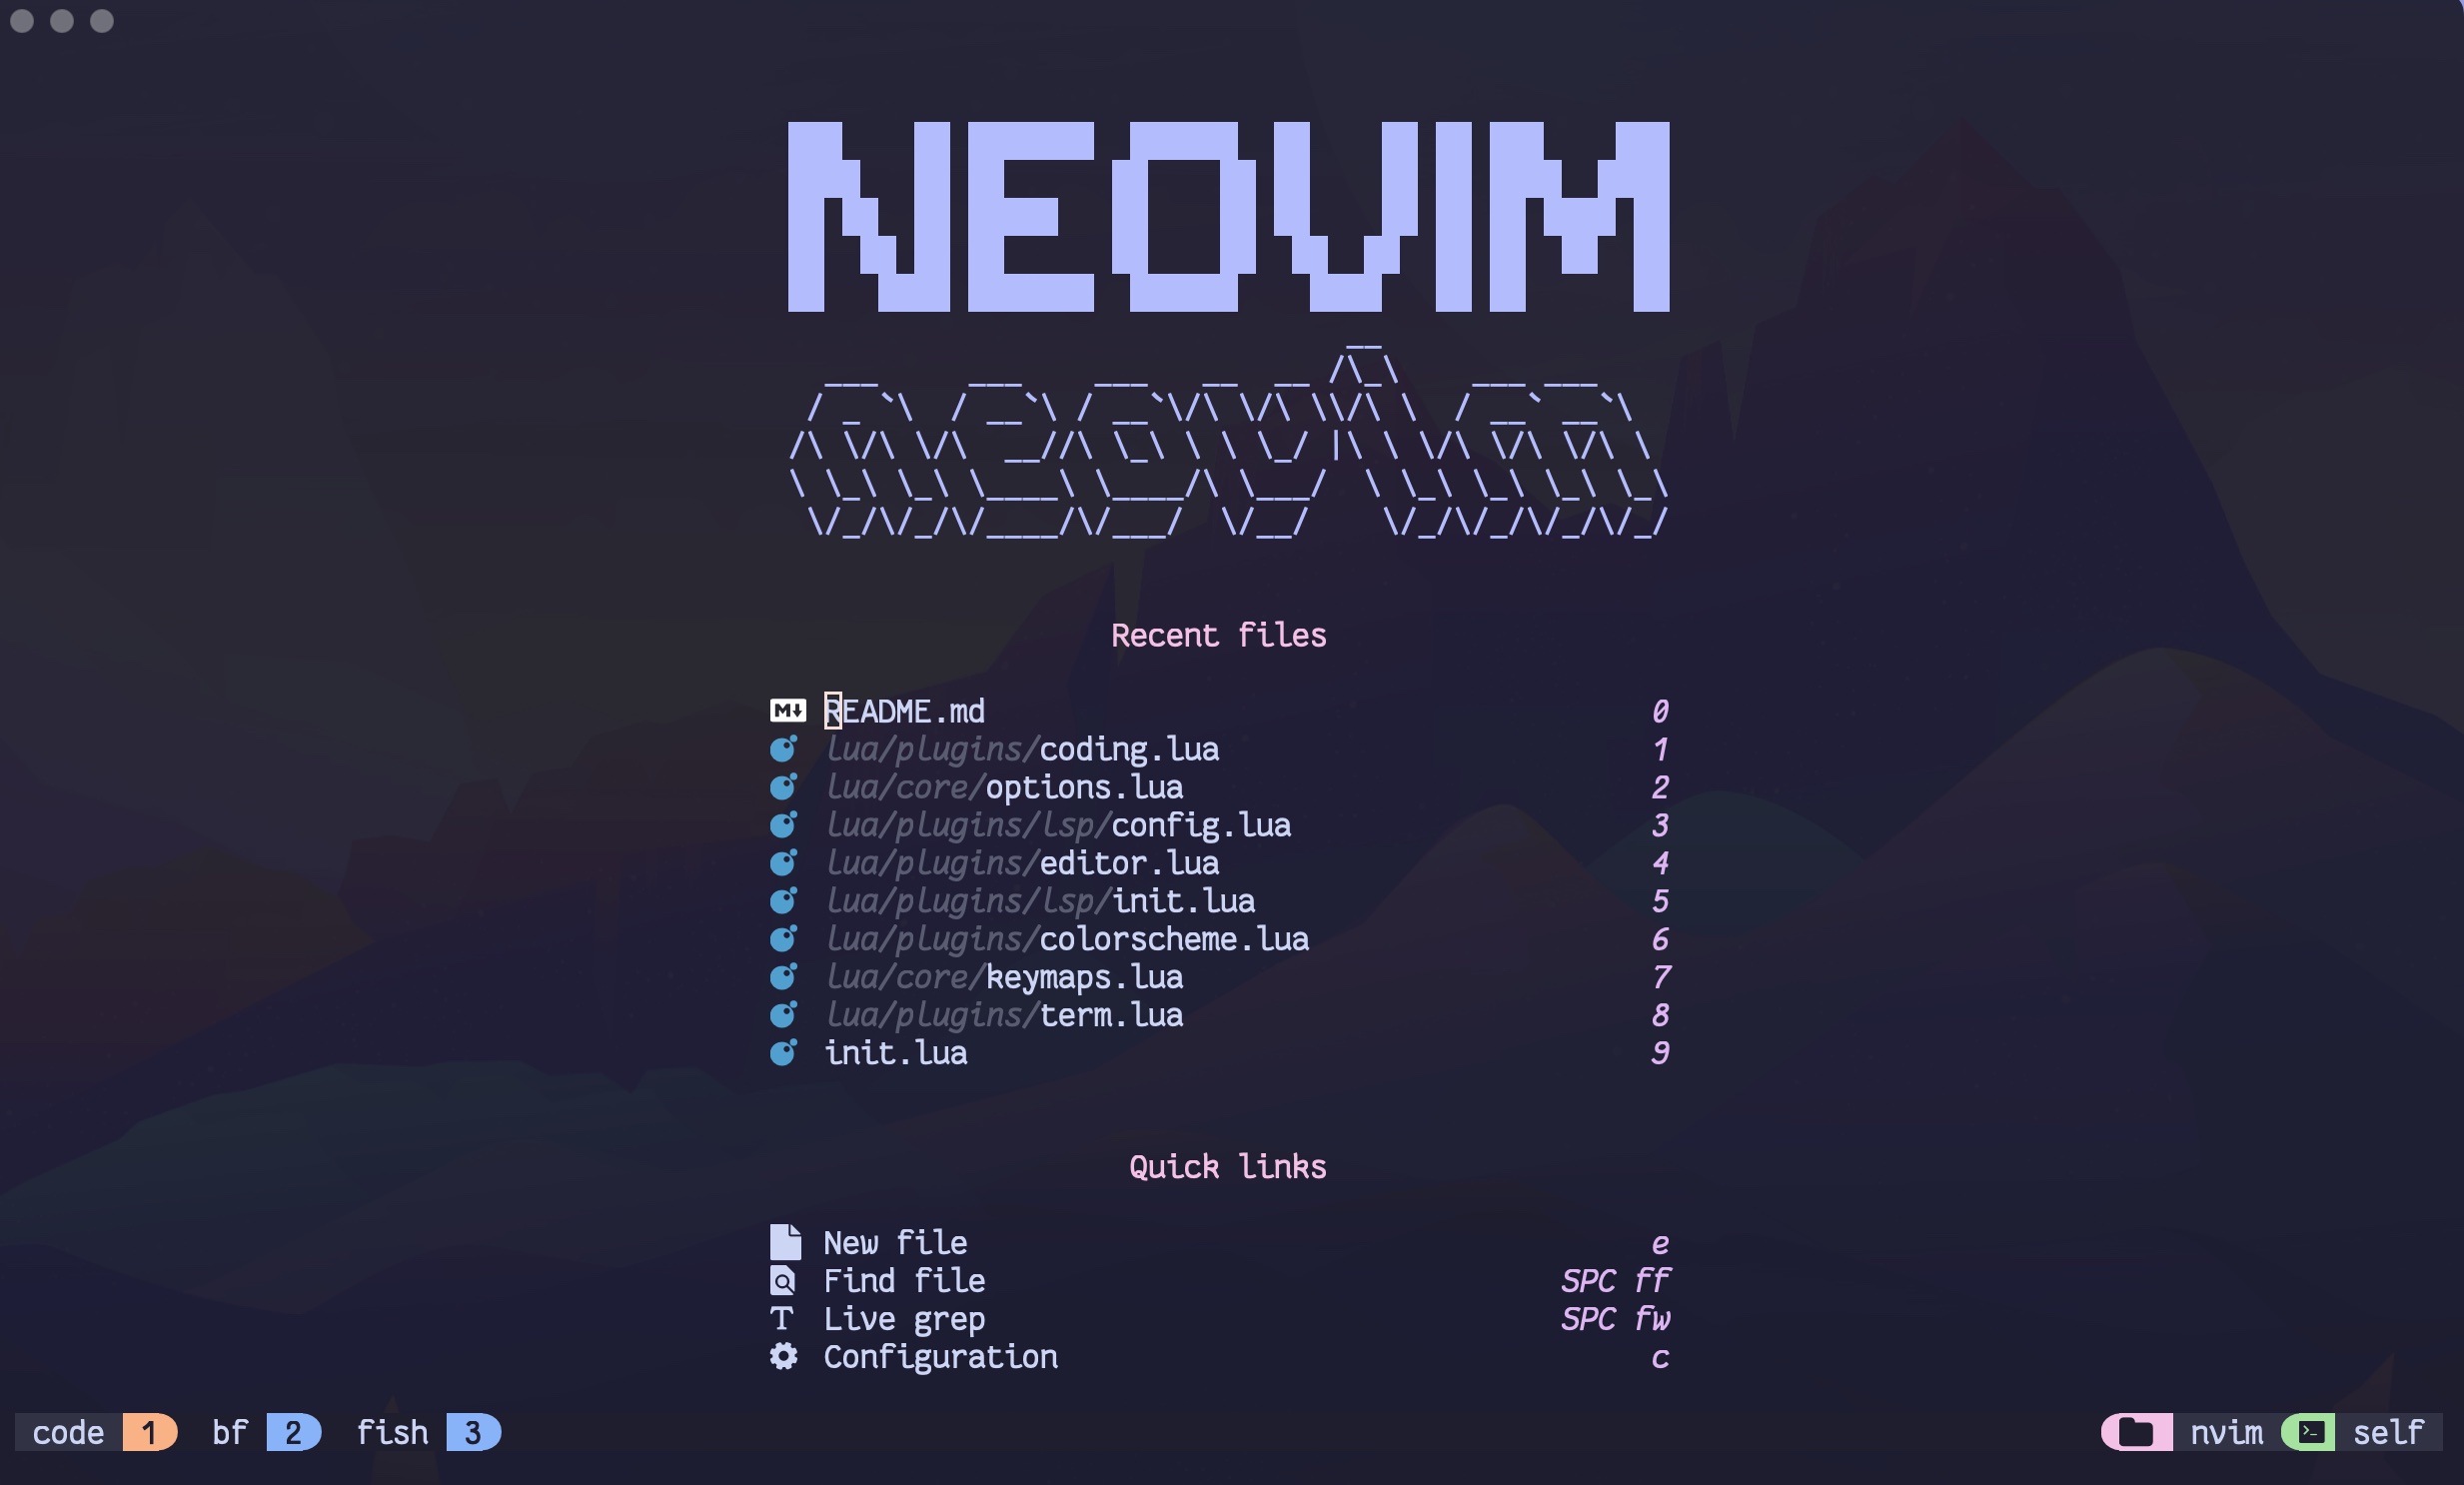 NEOVIM
neovim
Recent files
README.md 0
lua/plugins/coding.lua 1
lua/core/options.lua 2
lua/plugins/lsp/config.lua 3
lua/plugins/editor.lua 4
lua/plugins/lsp/init.lua 5
lua/plugins/colorscheme.lua 6
lua/core/keymaps.lua 7
lua/plugins/term.lua 8
init.lua 9
Quick links
New file e
Find file SPC ff
Live grep SPC fw
Configuration c
code 1 bf 2 fish 3 nvim self